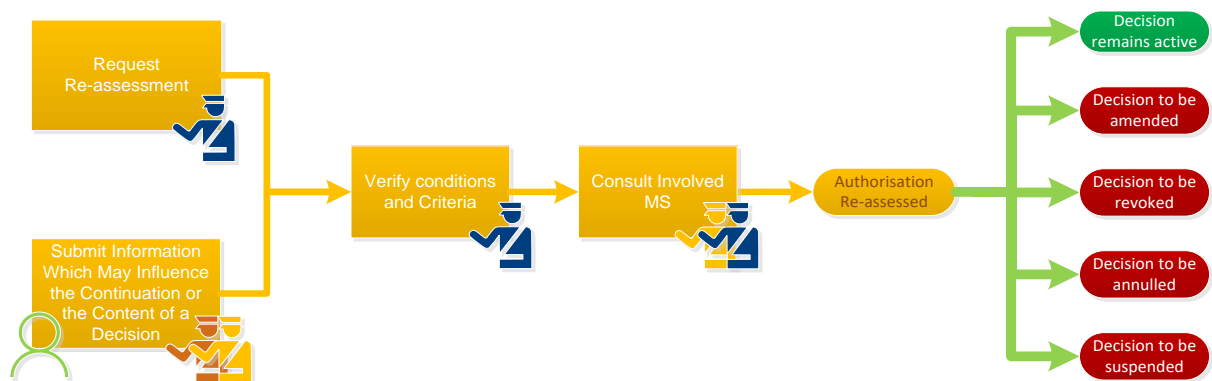 Request
Re-assessment
Submit Information
Which May Influence
the Continuation or
the Content of a
Decision
Verify conditions
and Criteria
Consult Involved
MS
Authorisation
Re-assessed
Decision
remains active
Decision to be
amended
Decision to be
revoked
Decision to be
annulled
Decision to be
suspended